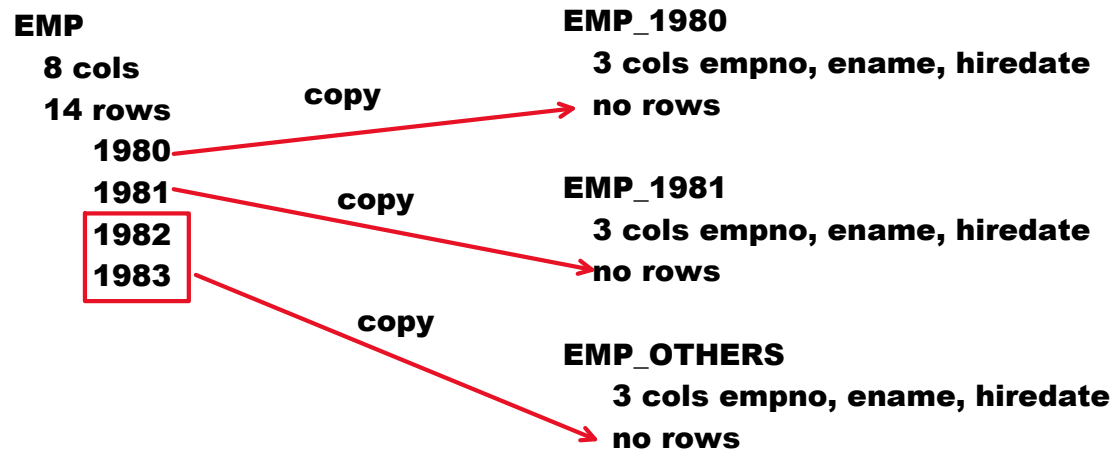 EMP
8 cols
14 rows
1980
1981
1982
1983
copy
copy
copy
EMP_1980
3 cols empno, ename, hiredate
no rows
EMP_1981
3 cols empno, ename, hiredate
no rows
EMP_OTHERS
3 cols empno, ename, hiredate
no rows